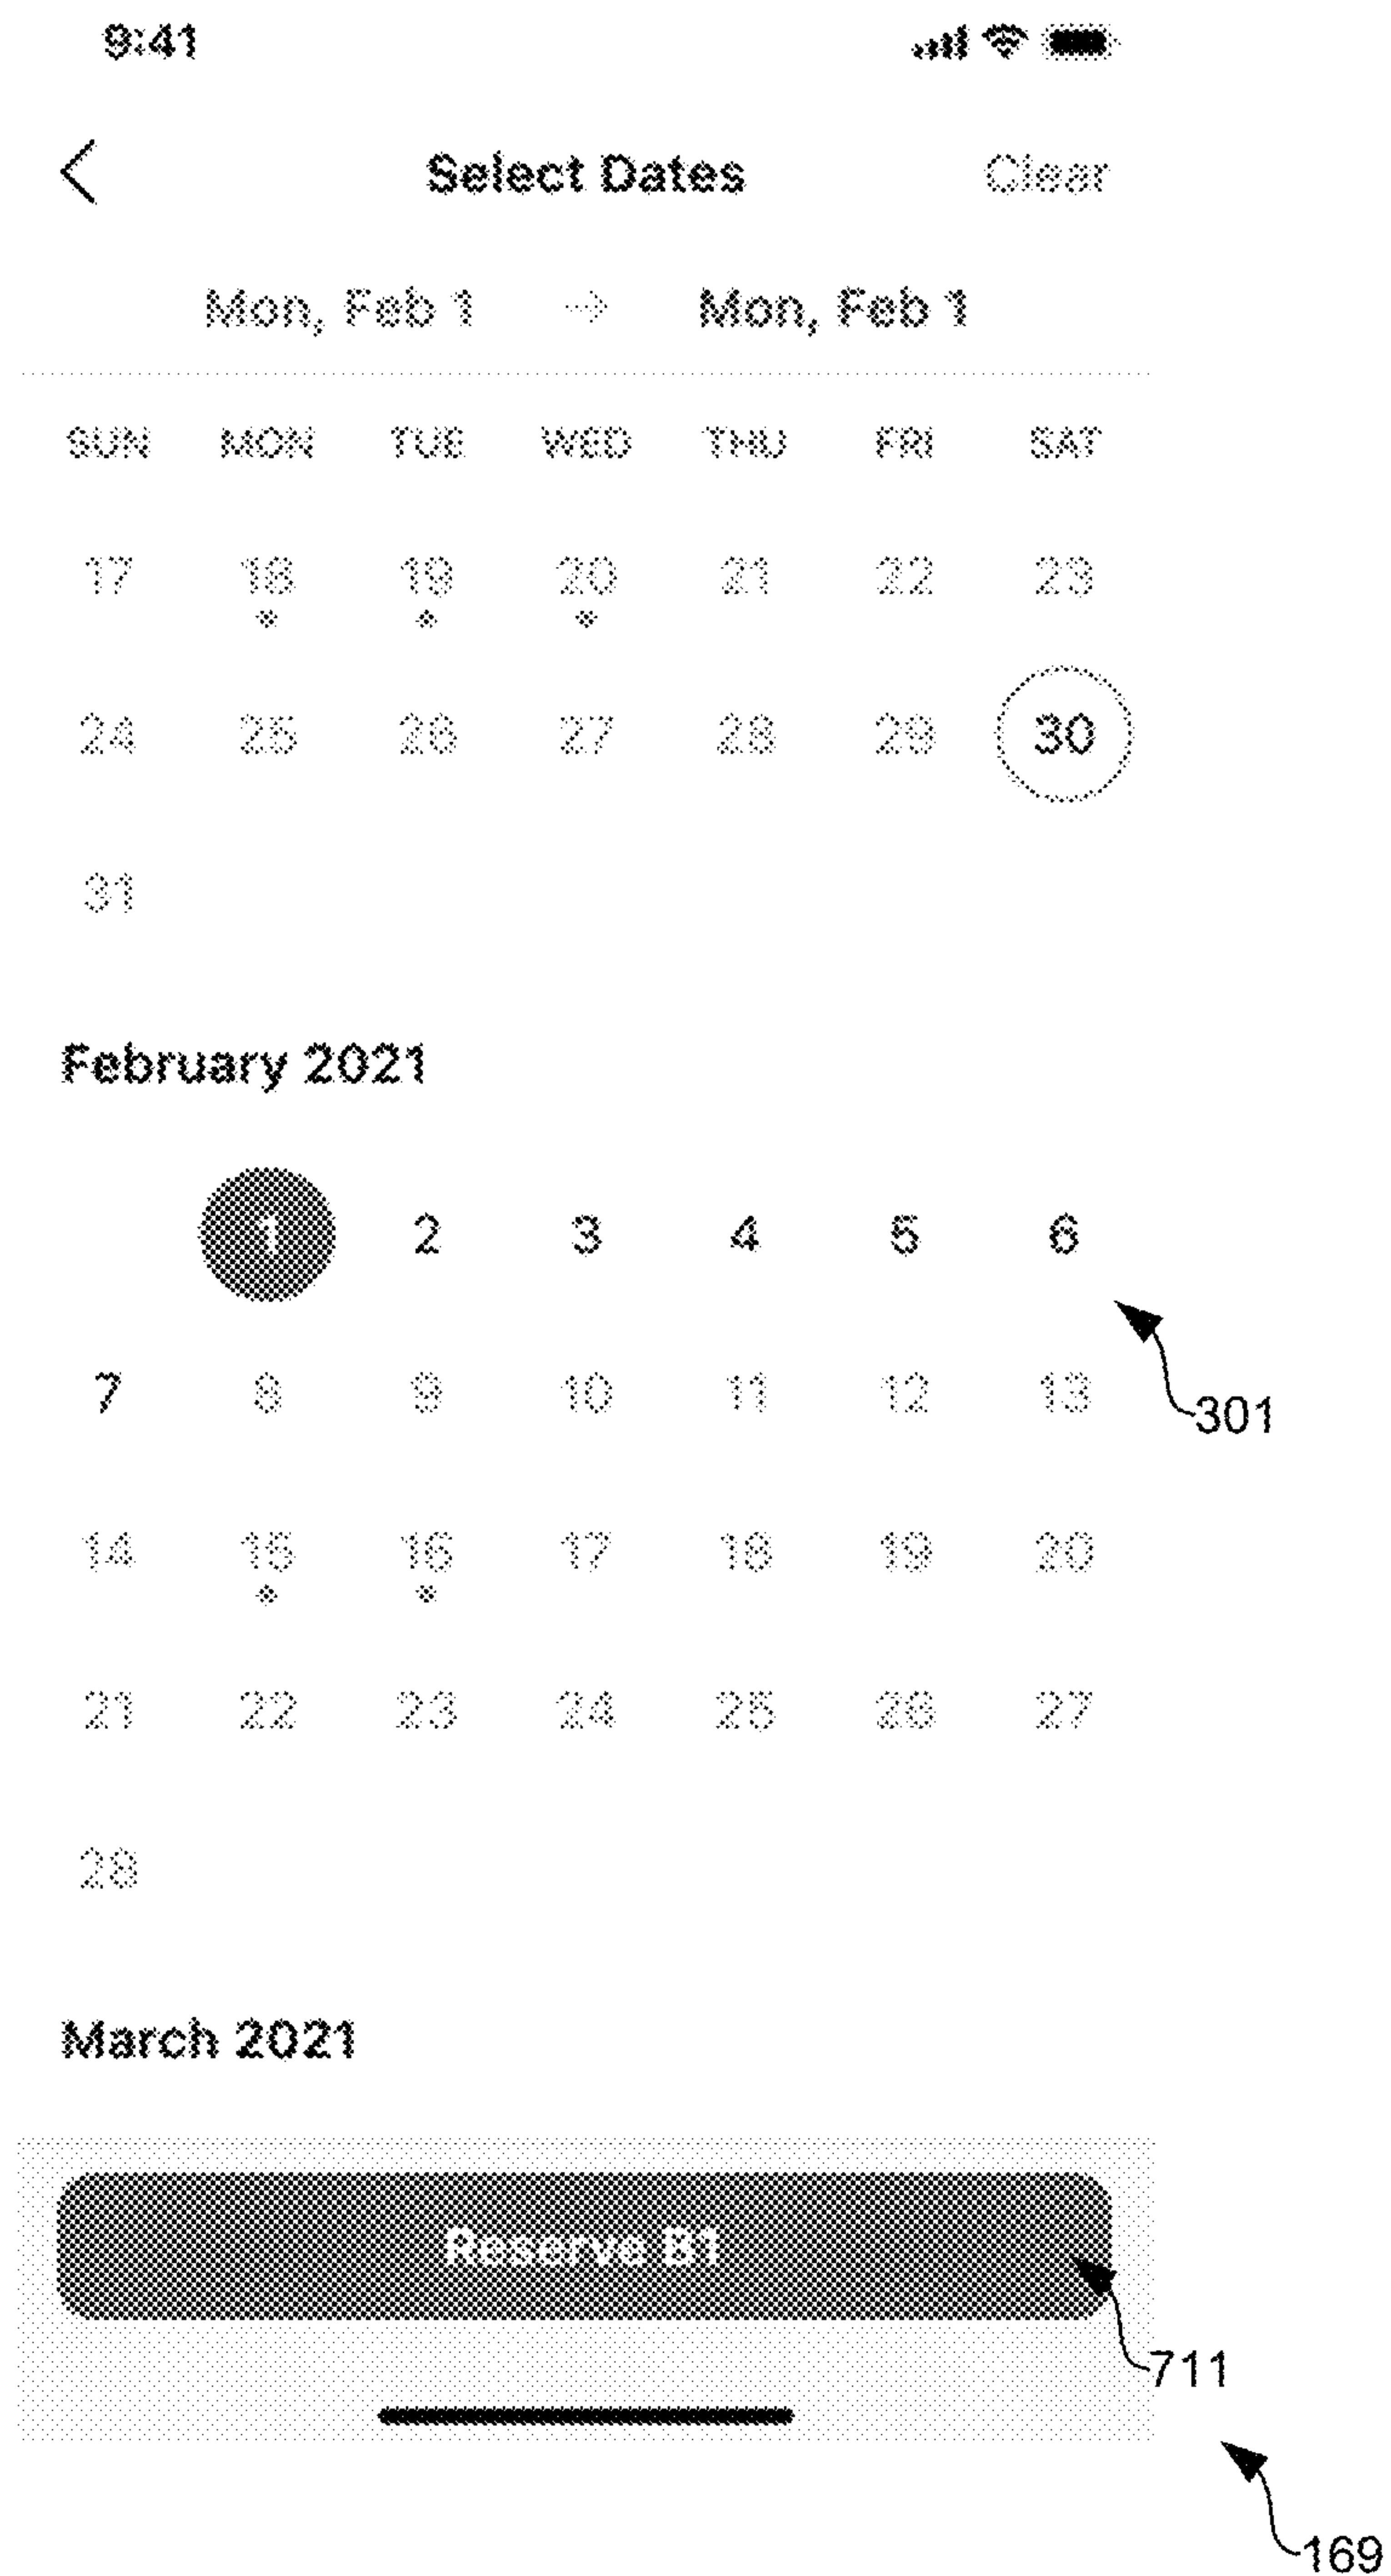 9:41
Select Dates Clear
Mon, Feb 1 → Mon, Feb 1
SUN MON TUE WED THU FRI SAT
17 18 19 20 21 22 23
24 25 26 27 28 29 30
31
February 2021
1 2 3 4 5 6
301
7 8 9 10 11 12 13
14 15 16 17 18 19 20
21 22 23 24 25 26 27
28
March 2021
Reserve B1
711
169